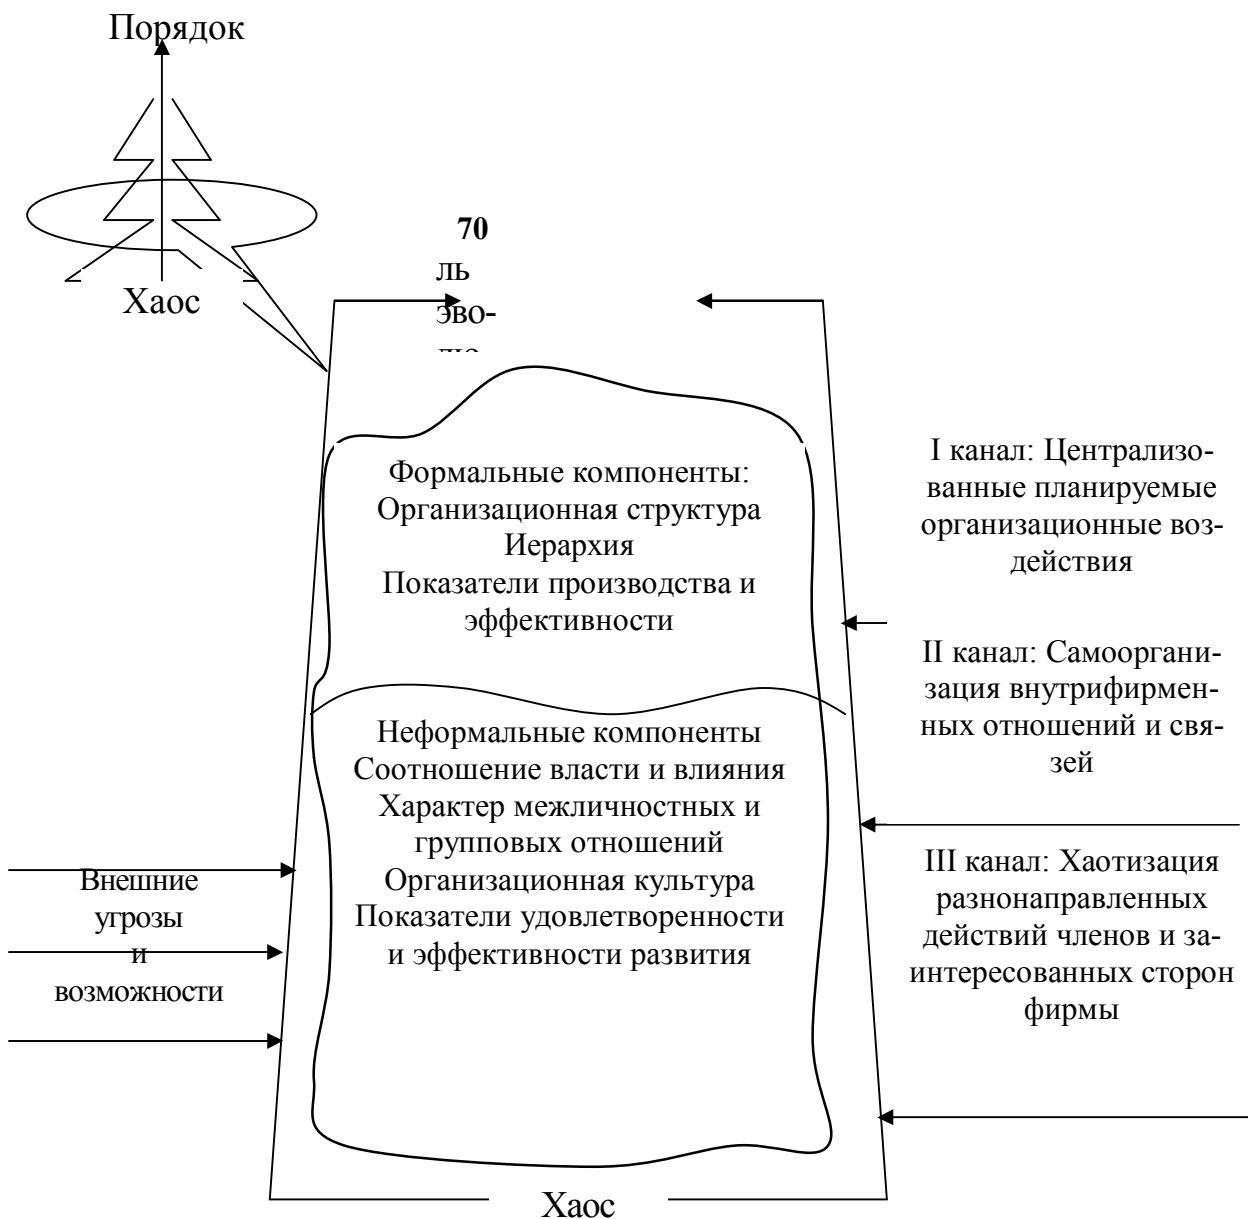 Порядок
Хаос
70
ль
эво-
Формальные компоненты:
Организационная структура
Иерархия
Показатели производства и
эффективности
Неформальные компоненты
Соотношение власти и влияния
Характер межличностных и
групповых отношений
Организационная культура
Показатели удовлетворенности
и эффективности развития
Внешние
угрозы
и
возможности
I канал: Централизо-
ванные планируемые
организационные воз-
действия
II канал: Самооргани-
зация внутрифирмен-
ных отношений и свя-
зей
III канал: Хаотизация
разнонаправленных
действий членов и за-
интересованных сторон
фирмы
Хаос